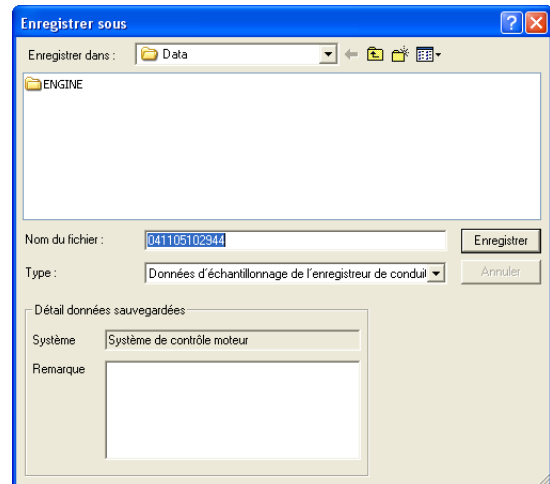 Enregistrer sous
Enregistrer dans :
Data
ENGINE
Nom du fichier :
041105102944
Enregistrer
Type :
Données d'échantillonnage de l'enregistreur de conduit
Annuler
Détail données sauvegardées
Système
Système de contrôle moteur
Remarque